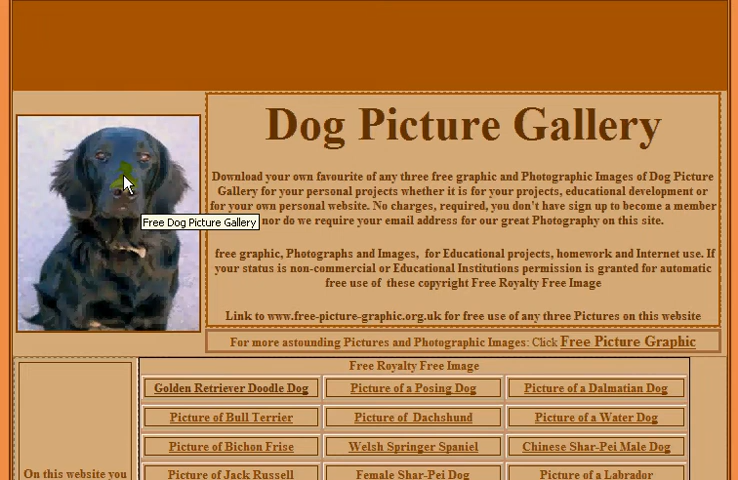 Dog Picture Gallery
Download your own favourite of any three free graphic and Photographic Images of Dog Picture
Gallery for your personal projects whether it is for your projects, educational development or
for your own personal website. No charges, required, you don't have sign up to become a member
nor do we require your email address for our great Photography on this site.
Free Dog Picture Gallery
free graphic, Photographs and Images, for Educational projects, homework and Internet use. If
your status is non-commercial or Educational Institutions permission is granted for automatic
free use of these copyright Free Royalty Free Image
Link to www.free-picture-graphic.org.uk for free use of any three Pictures on this website
For more astounding Pictures and Photographic Images: Click Free Picture Graphic
Free Royalty Free Image
Golden Retriever Doodle Dog
Picture of a Posing Dog
Picture of a Dalmatian Dog
Picture of Bull Terrier
Picture of Dachshund
Picture of a Water Dog
Picture of Bichon Frise
Welsh Springer Spaniel
Chinese Shar-Pei Male Dog
On this website you
Picture of Jack Russell
Female Shar-Pei Dog
Picture of a Labrador